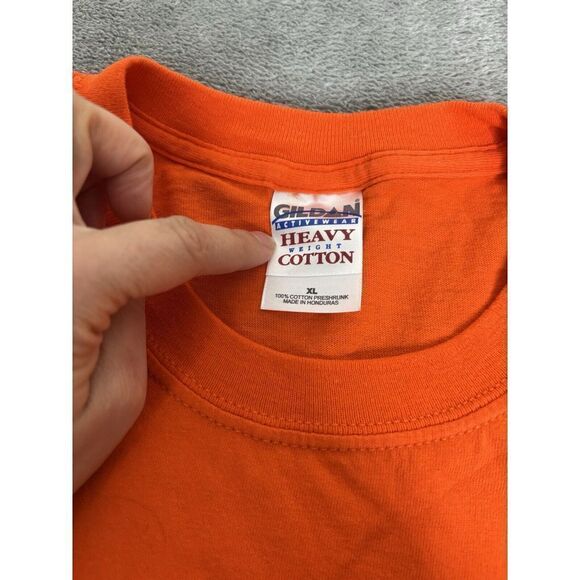 GILDAN®
ACTIVEWEAR
HEAVY
WEIGHT
COTTON
XL
100% COTTON PRESHRUNK
MADE IN HONDURAS